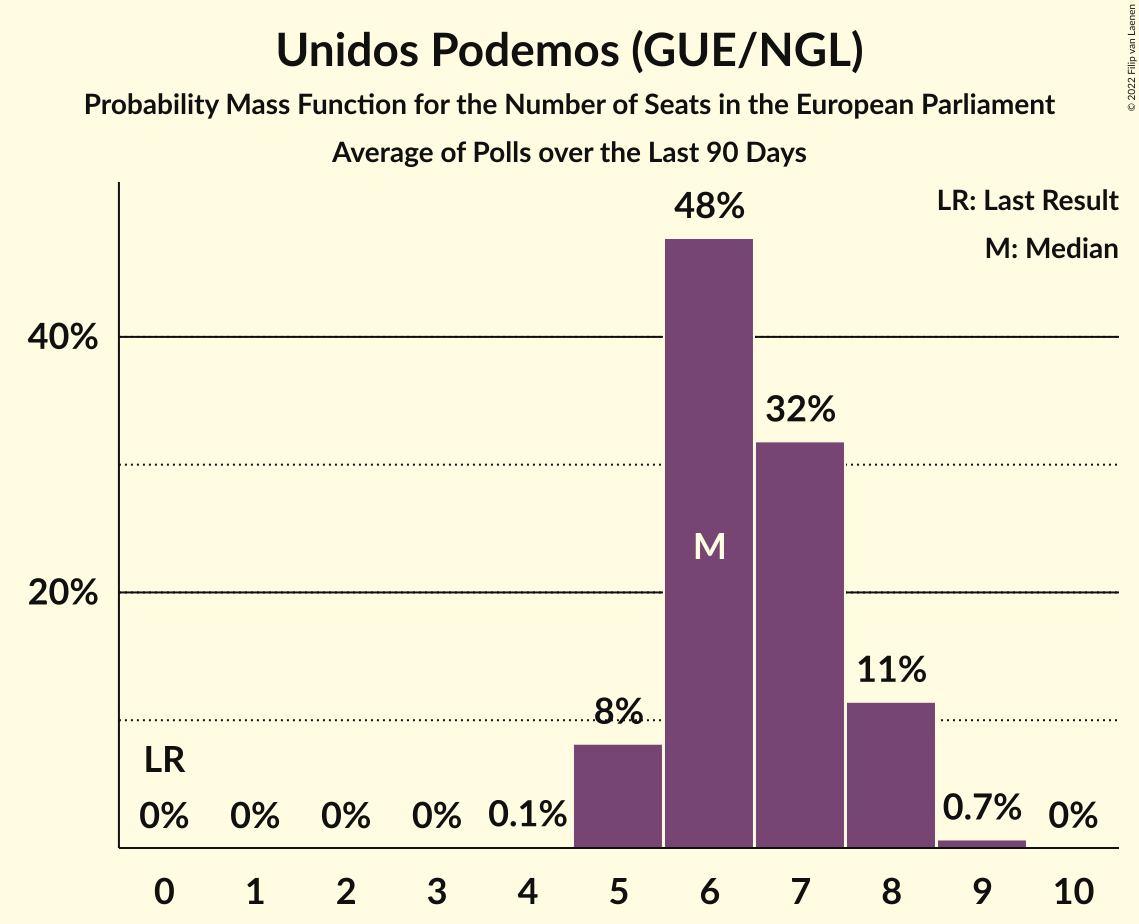 Unidos Podemos (GUE/NGL)
Probability Mass Function for the Number of Seats in the European Parliament
Average of Polls over the Last 90 Days
© 2022 Filip van Laenen
LR: Last Result
M: Median
48%
40%
32%
M
20%
11%
8%
LR
0% 0% 0% 0% 0.1% 0.7% 0%
0 1 2 3 4 5 6 7 8 9 10